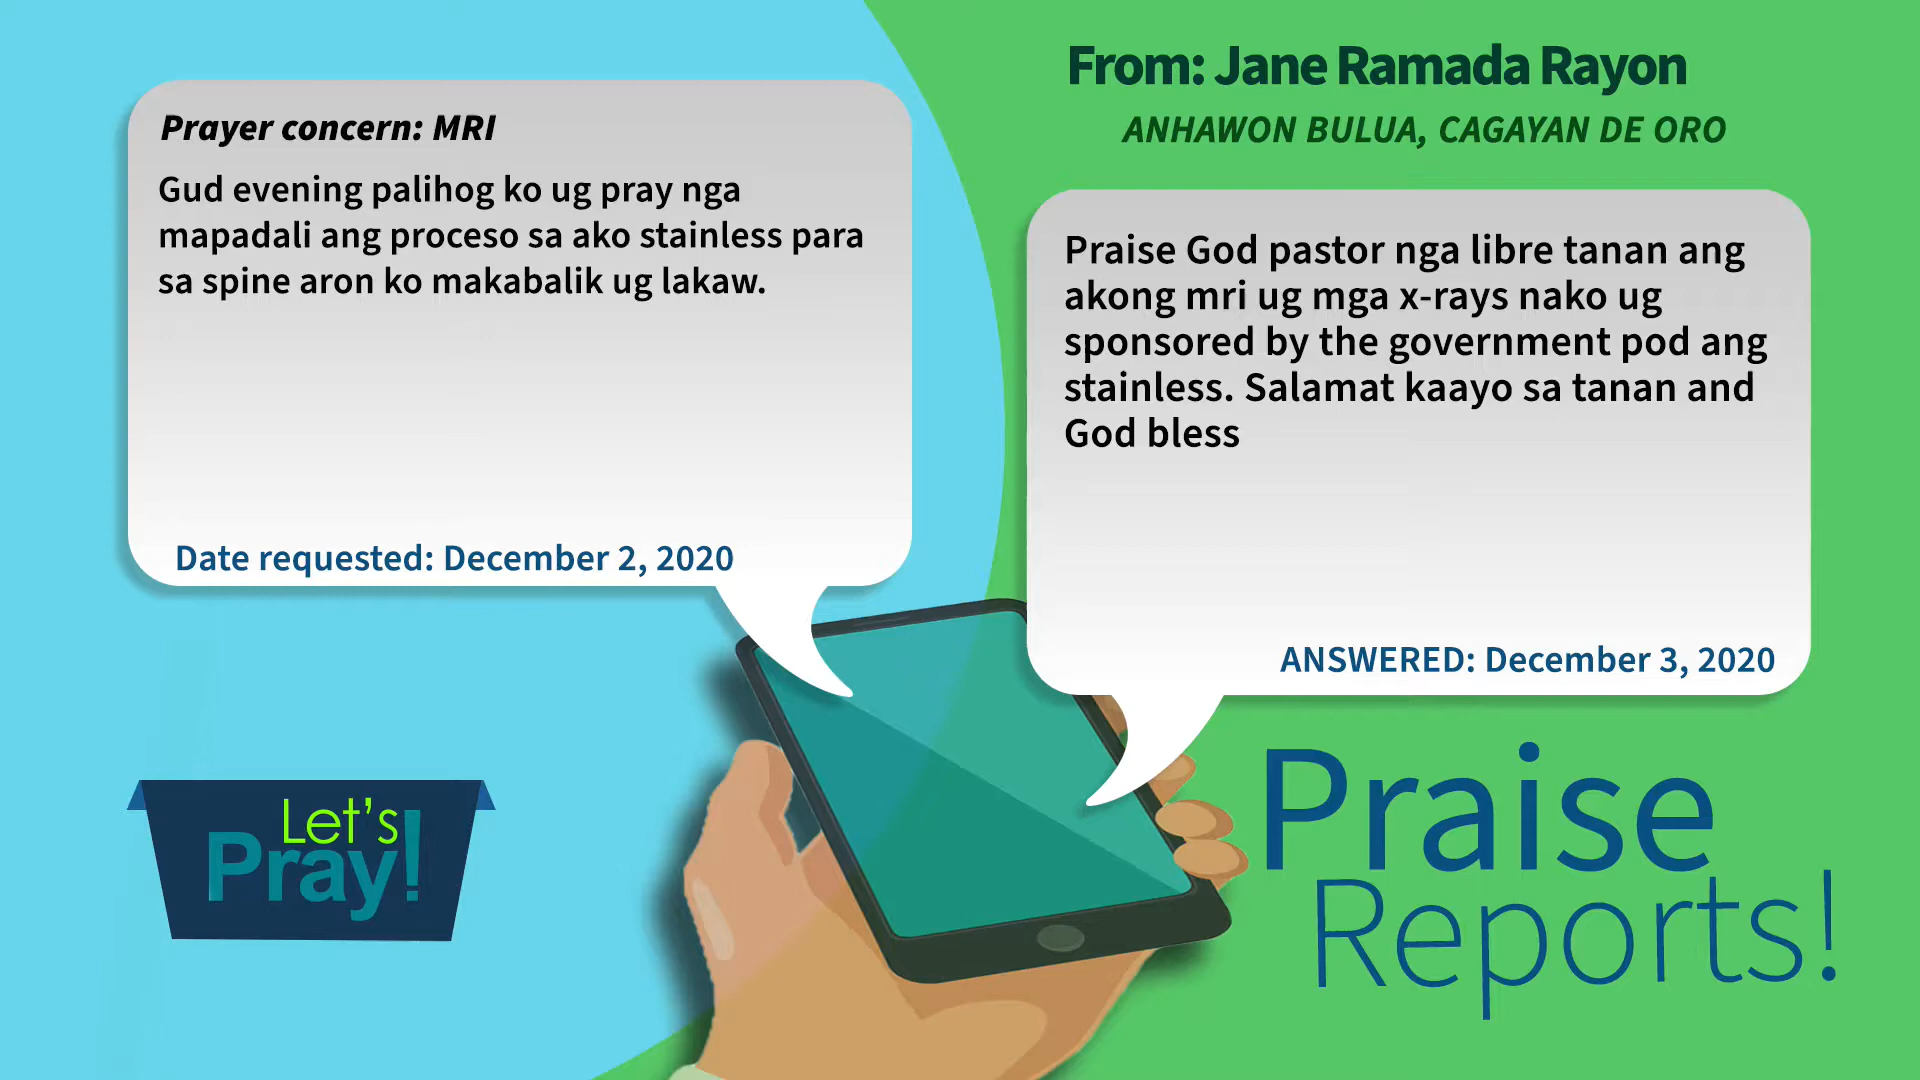 Prayer concern: MRI
Gud evening palihog ko ug pray nga
mapadali ang proceso sa ako stainless para
sa spine aron ko makabalik ug lakaw.
Date requested: December 2, 2020
From: Jane Ramada Rayon
ANHAWON BULUA, CAGAYAN DE ORO
Praise God pastor nga libre tanan ang
akong mri ug mga x-rays nako ug
sponsored by the government pod ang
stainless. Salamat kaayo sa tanan and
God bless
ANSWERED: December 3, 2020
Let's
Pray!
Praise
Reports!